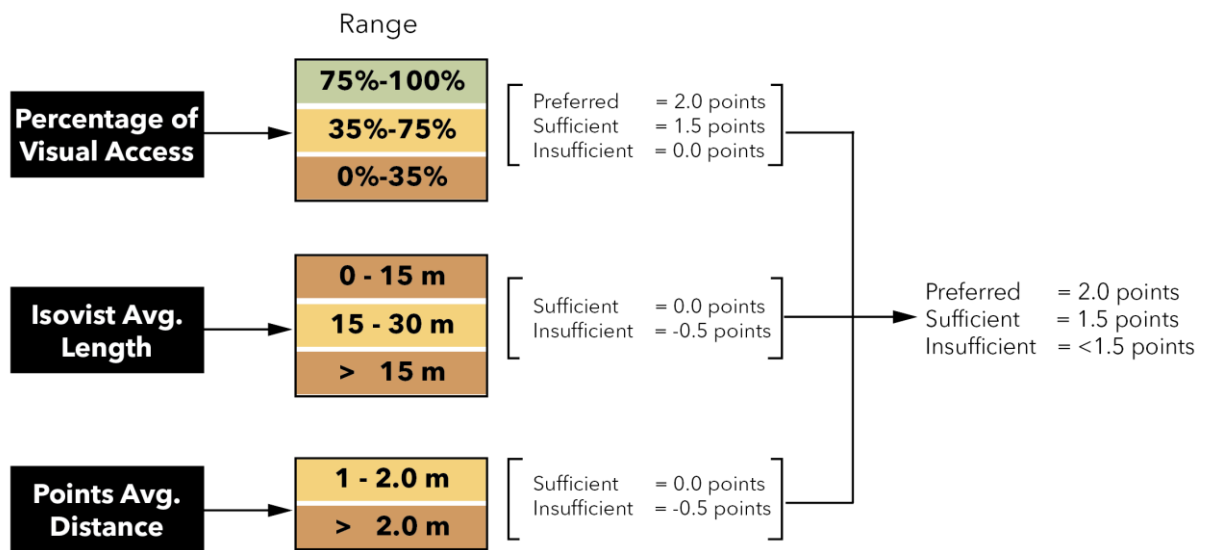 Range
Percentage of
Visual Access
75%-100%
35%-75%
0%-35%
Preferred = 2.0 points
Sufficient = 1.5 points
Insufficient = 0.0 points
Isovist Avg.
Length
0 - 15 m
15 - 30 m
> 15 m
Sufficient = 0.0 points
Insufficient = -0.5 points
Preferred = 2.0 points
Sufficient = 1.5 points
Insufficient = <1.5 points
Points Avg.
Distance
1 - 2.0 m
> 2.0 m
Sufficient = 0.0 points
Insufficient = -0.5 points